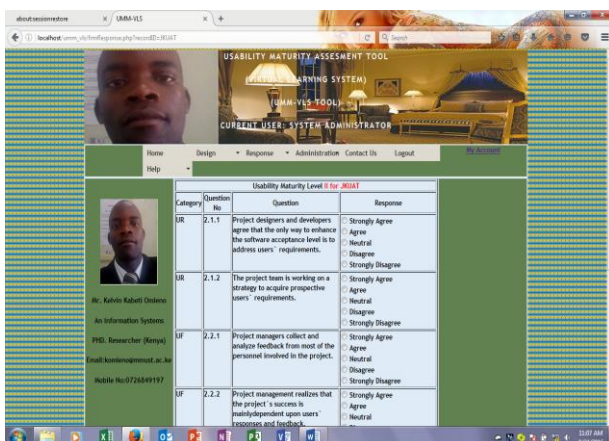 about:sessionrestore
UMM-VLS
localhost/umm_vls/frmResponse.php?recordID=JKUAT
Search
USABILITY MATURITY ASSESMENT TOOL
(VIRTUAL LEARNING SYSTEM)
(UMM-VLS TOOL)
CURRENT USER: SYSTEM ADMINISTRATOR
Home Design Response Administration Contact Us Logout
Help
My Account
Mr. Kelvin Kabeti Omieno
An Information Systems
PHD. Researcher (Kenya)
Email:komieno@mmust.ac.ke
Mobile No:0726849197
Usability Maturity Level II for JKUAT
Category Question No Question Response
UR 2.1.1 Project designers and developers
agree that the only way to enhance
the software acceptance level is to
address users` requirements.
Strongly Agree
Agree
Neutral
Disagree
Strongly Disagree
UR 2.1.2 The project team is working on a
strategy to acquire prospective
users` requirements.
Strongly Agree
Agree
Neutral
Disagree
Strongly Disagree
UF 2.2.1 Project managers collect and
analyze feedback from most of the
personnel involved in the project.
Strongly Agree
Agree
Neutral
Disagree
Strongly Disagree
UF 2.2.2 Project management realizes that
the project`s success is
mainlydependent upon users`
responses and feedback.
Strongly Agree
Agree
Neutral
Disagree
Strongly Disagree
11:07 AM